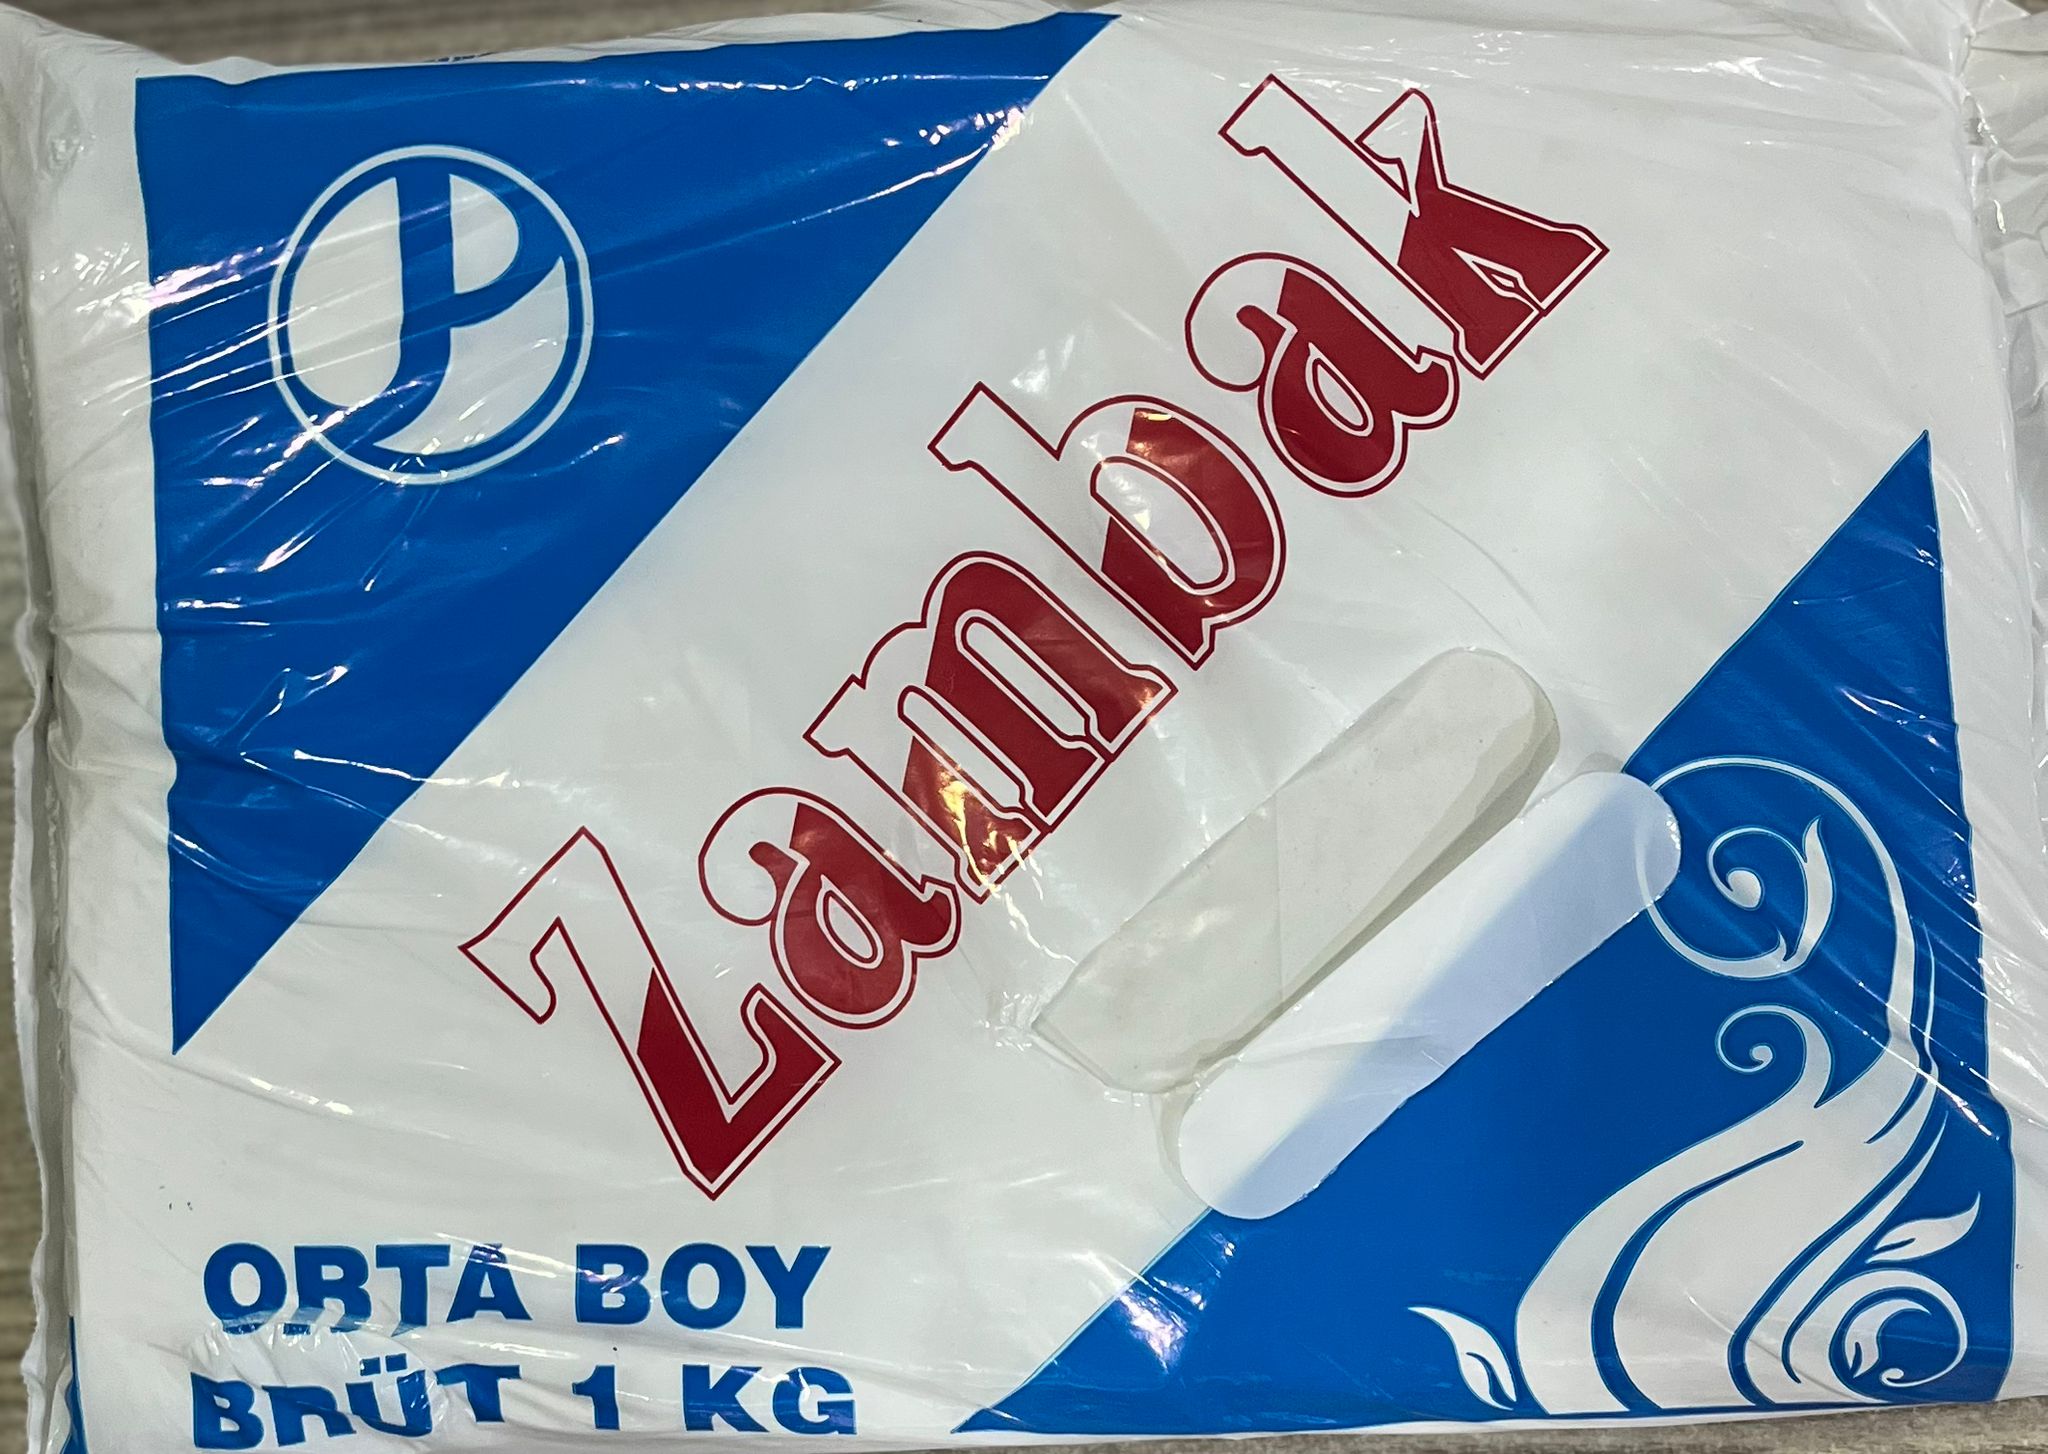 Zambak
ORTA BOY
BRÜT 1 KG